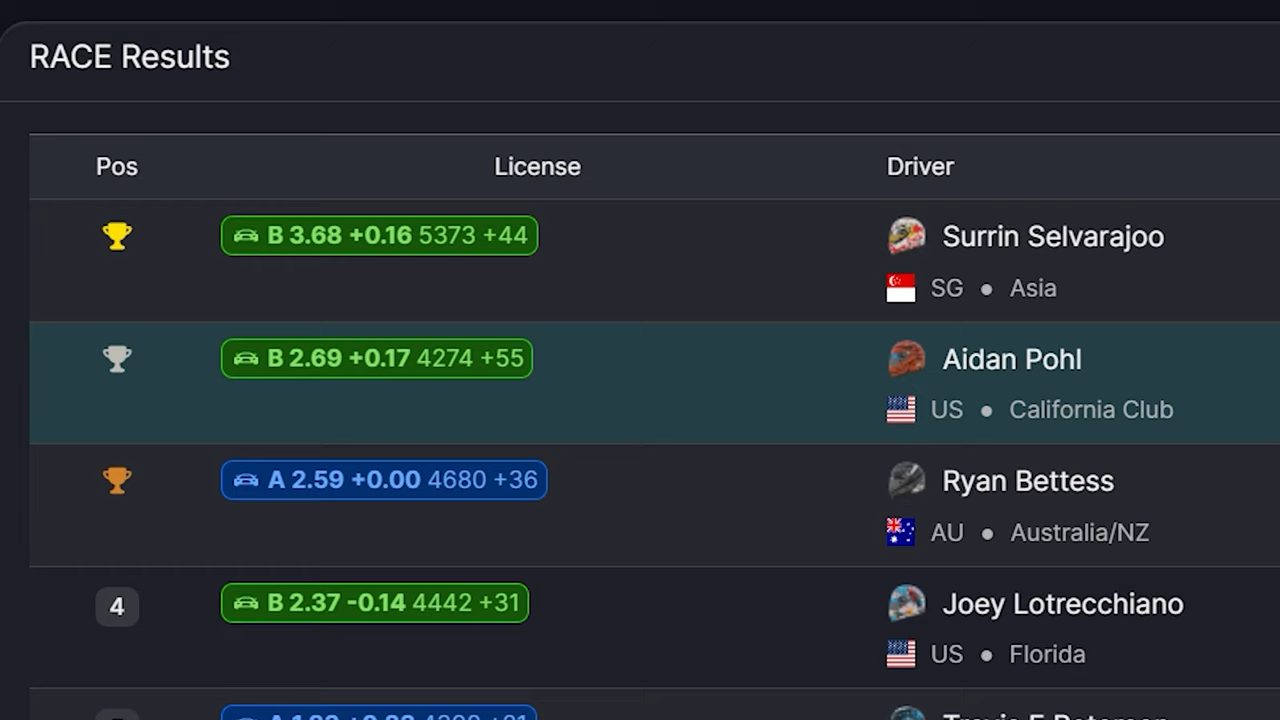 RACE Results
Pos License Driver
B 3.68 +0.16 5373 +44 Surrin Selvarajoo
SG • Asia
B 2.69 +0.17 4274 +55 Aidan Pohl
US • California Club
A 2.59 +0.00 4680 +36 Ryan Bettess
AU • Australia/NZ
4 B 2.37 -0.14 4442 +31 Joey Lotrecchiano
US • Florida